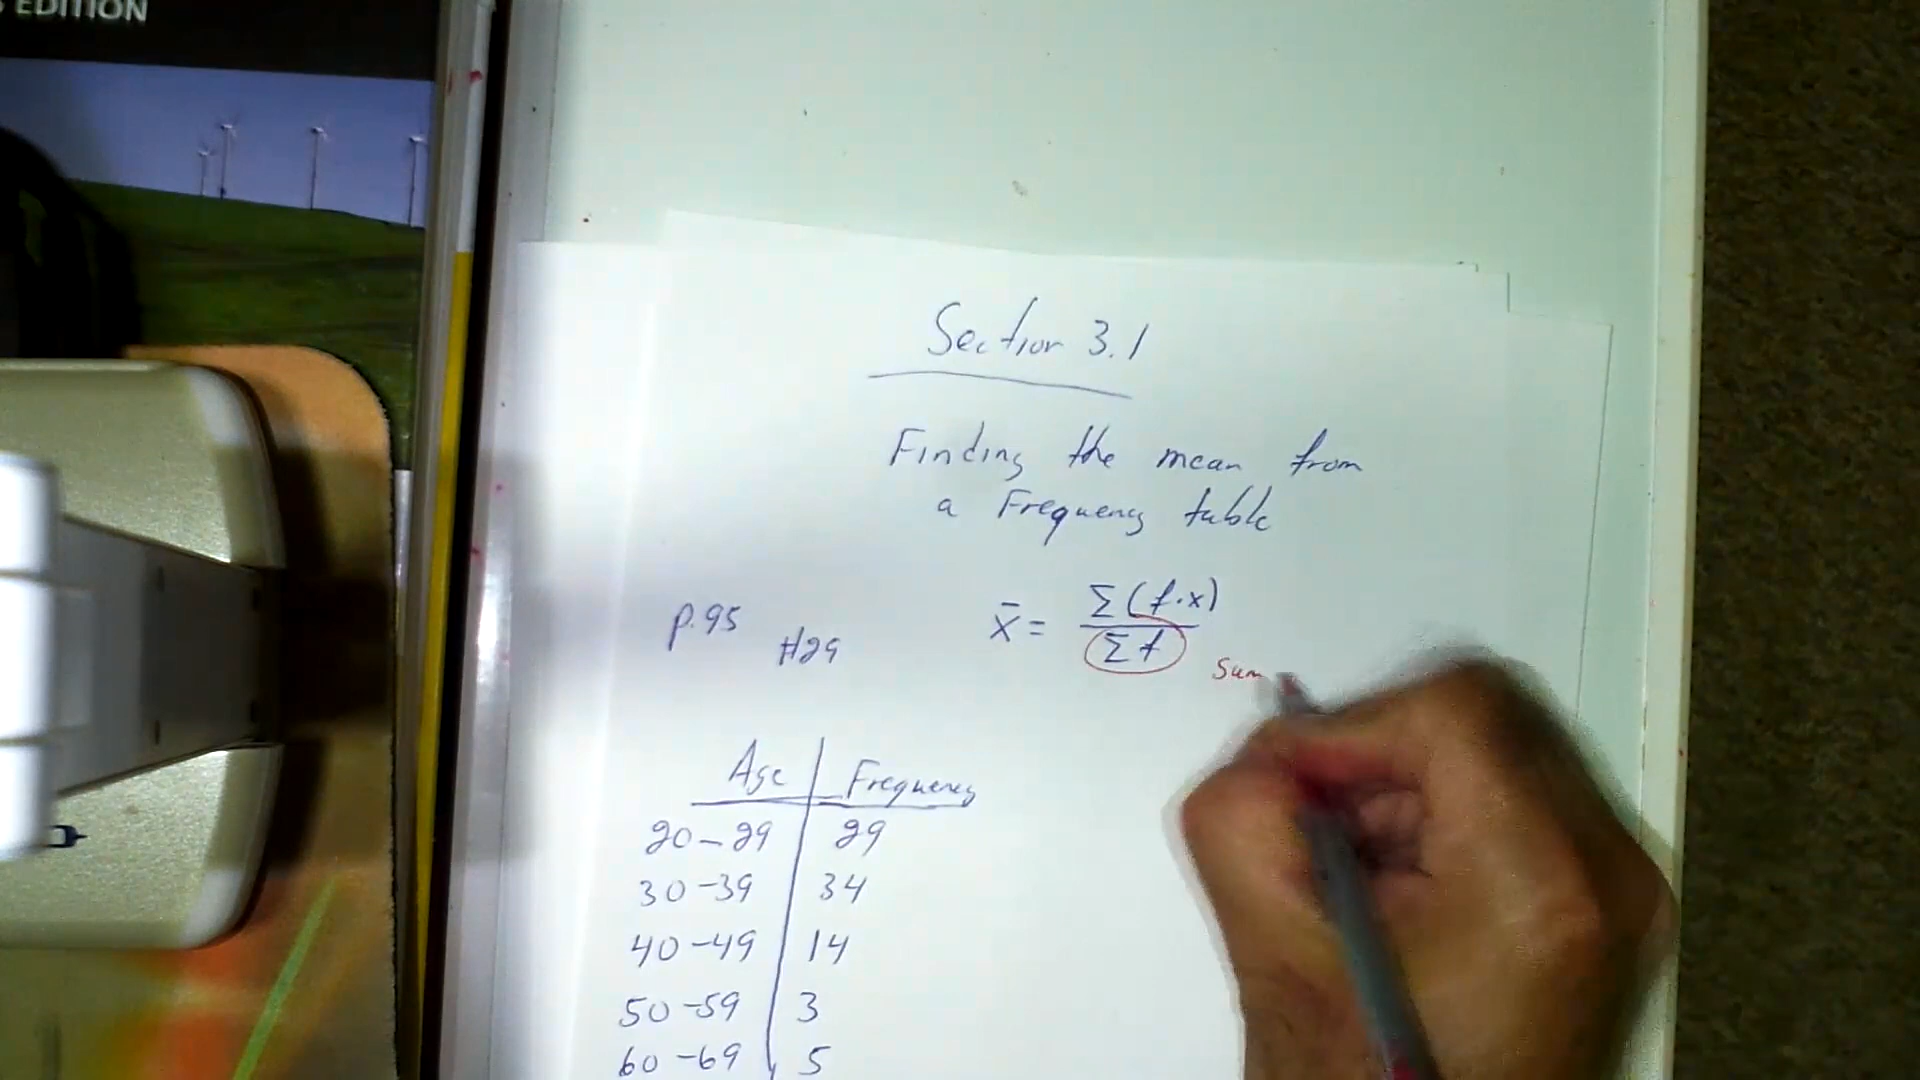 EDITION
Section 3.1
Finding the mean from
a Frequency table
p.95 #29
x̄ = Σ(f·x) / Σf
Sum
Age | Frequency
20-29 | 29
30-39 | 34
40-49 | 14
50-59 | 3
60-69 | 5